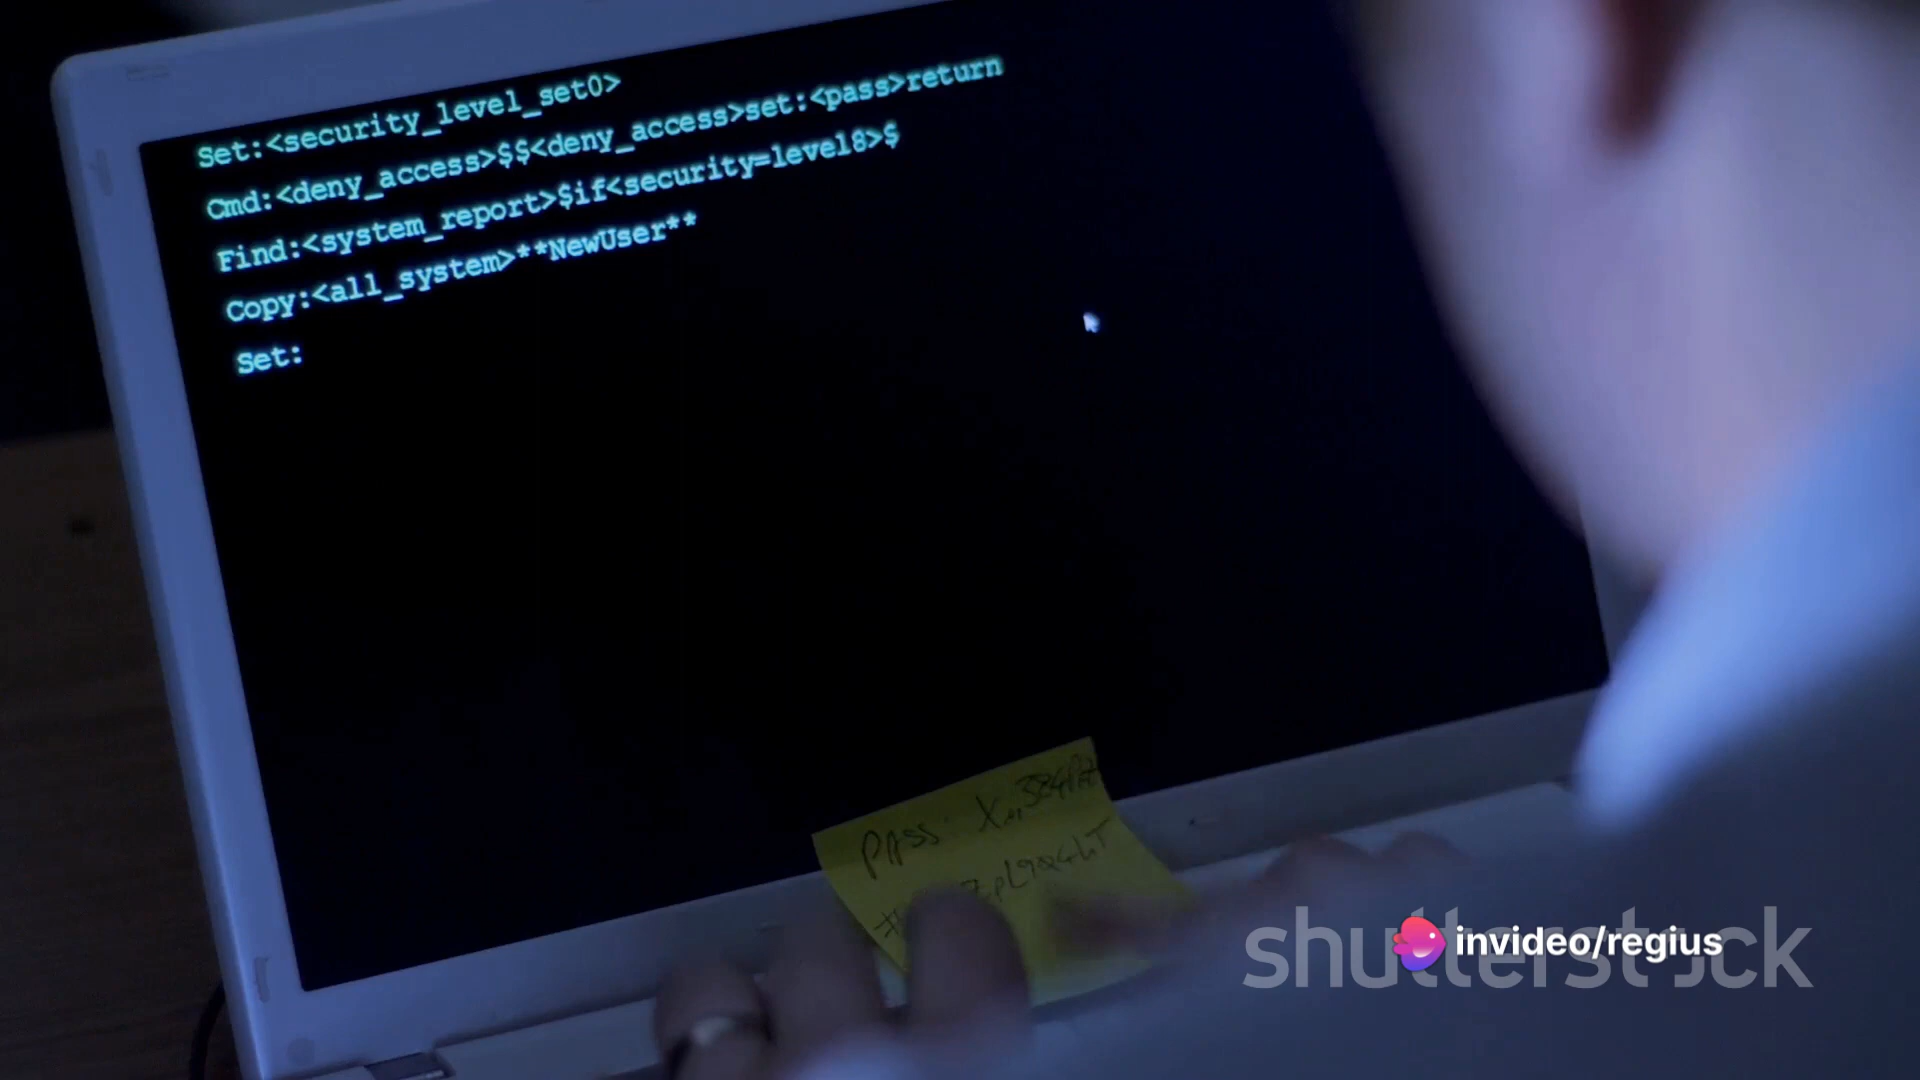 Set:<security_level_set0>
Cmd:<deny_access>$$<deny_access>set:<pass>return
Find:<system_report>$if<security=level8>$
Copy:<all_system>**NewUser**
Set:
pass:
shutterstock
invideo/regius